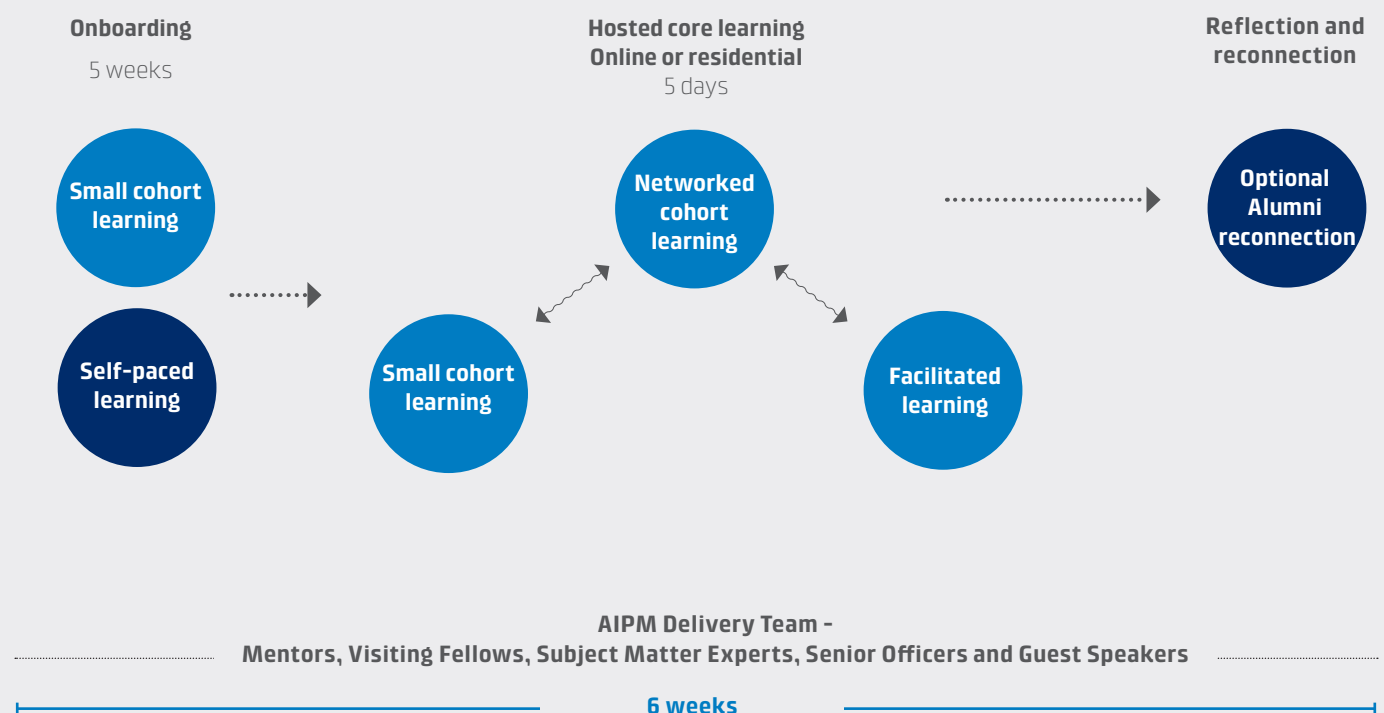 Onboarding
5 weeks
Small cohort
learning
Self-paced
learning
Hosted core learning
Online or residential
5 days
Networked
cohort
learning
Small cohort
learning
Facilitated
learning
Reflection and
reconnection
Optional
Alumni
reconnection
AIPM Delivery Team -
Mentors, Visiting Fellows, Subject Matter Experts, Senior Officers and Guest Speakers
6 weeks